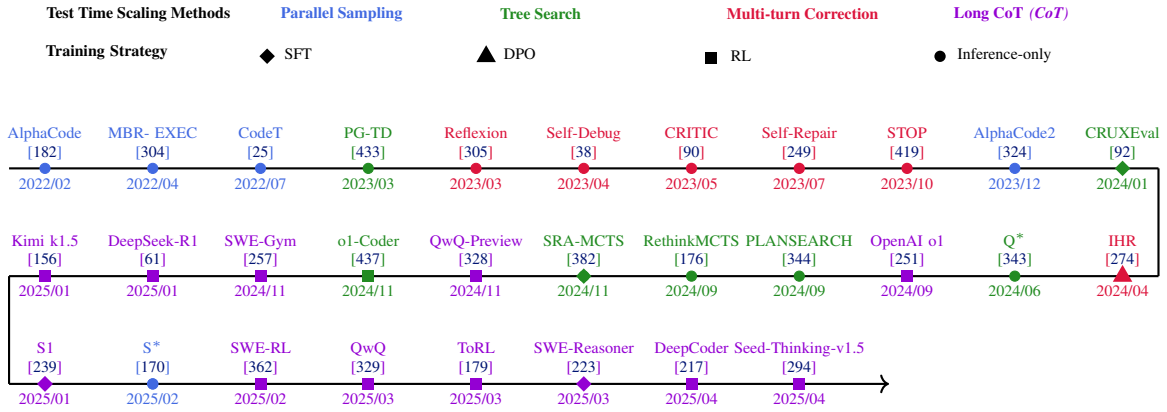 Test Time Scaling Methods Parallel Sampling Tree Search Multi-turn Correction Long CoT (CoT)
Training Strategy SFT DPO RL Inference-only
AlphaCode MBR- EXEC CodeT PG-TD Reflexion Self-Debug CRITIC Self-Repair STOP AlphaCode2 CRUXEval
[182] [304] [25] [433] [305] [38] [90] [249] [419] [324] [92]
2022/02 2022/04 2022/07 2023/03 2023/03 2023/04 2023/05 2023/07 2023/10 2023/12 2024/01
Kimi k1.5 DeepSeek-R1 SWE-Gym o1-Coder QwQ-Preview SRA-MCTS RethinkMCTS PLANSEARCH OpenAI o1 Q* IHR
[156] [61] [257] [437] [328] [382] [176] [344] [251] [343] [274]
2025/01 2025/01 2024/11 2024/11 2024/11 2024/11 2024/09 2024/09 2024/09 2024/06 2024/04
S1 S* SWE-RL QwQ ToRL SWE-Reasoner DeepCoder Seed-Thinking-v1.5
[239] [170] [362] [329] [179] [223] [217] [294]
2025/01 2025/02 2025/02 2025/03 2025/03 2025/03 2025/04 2025/04